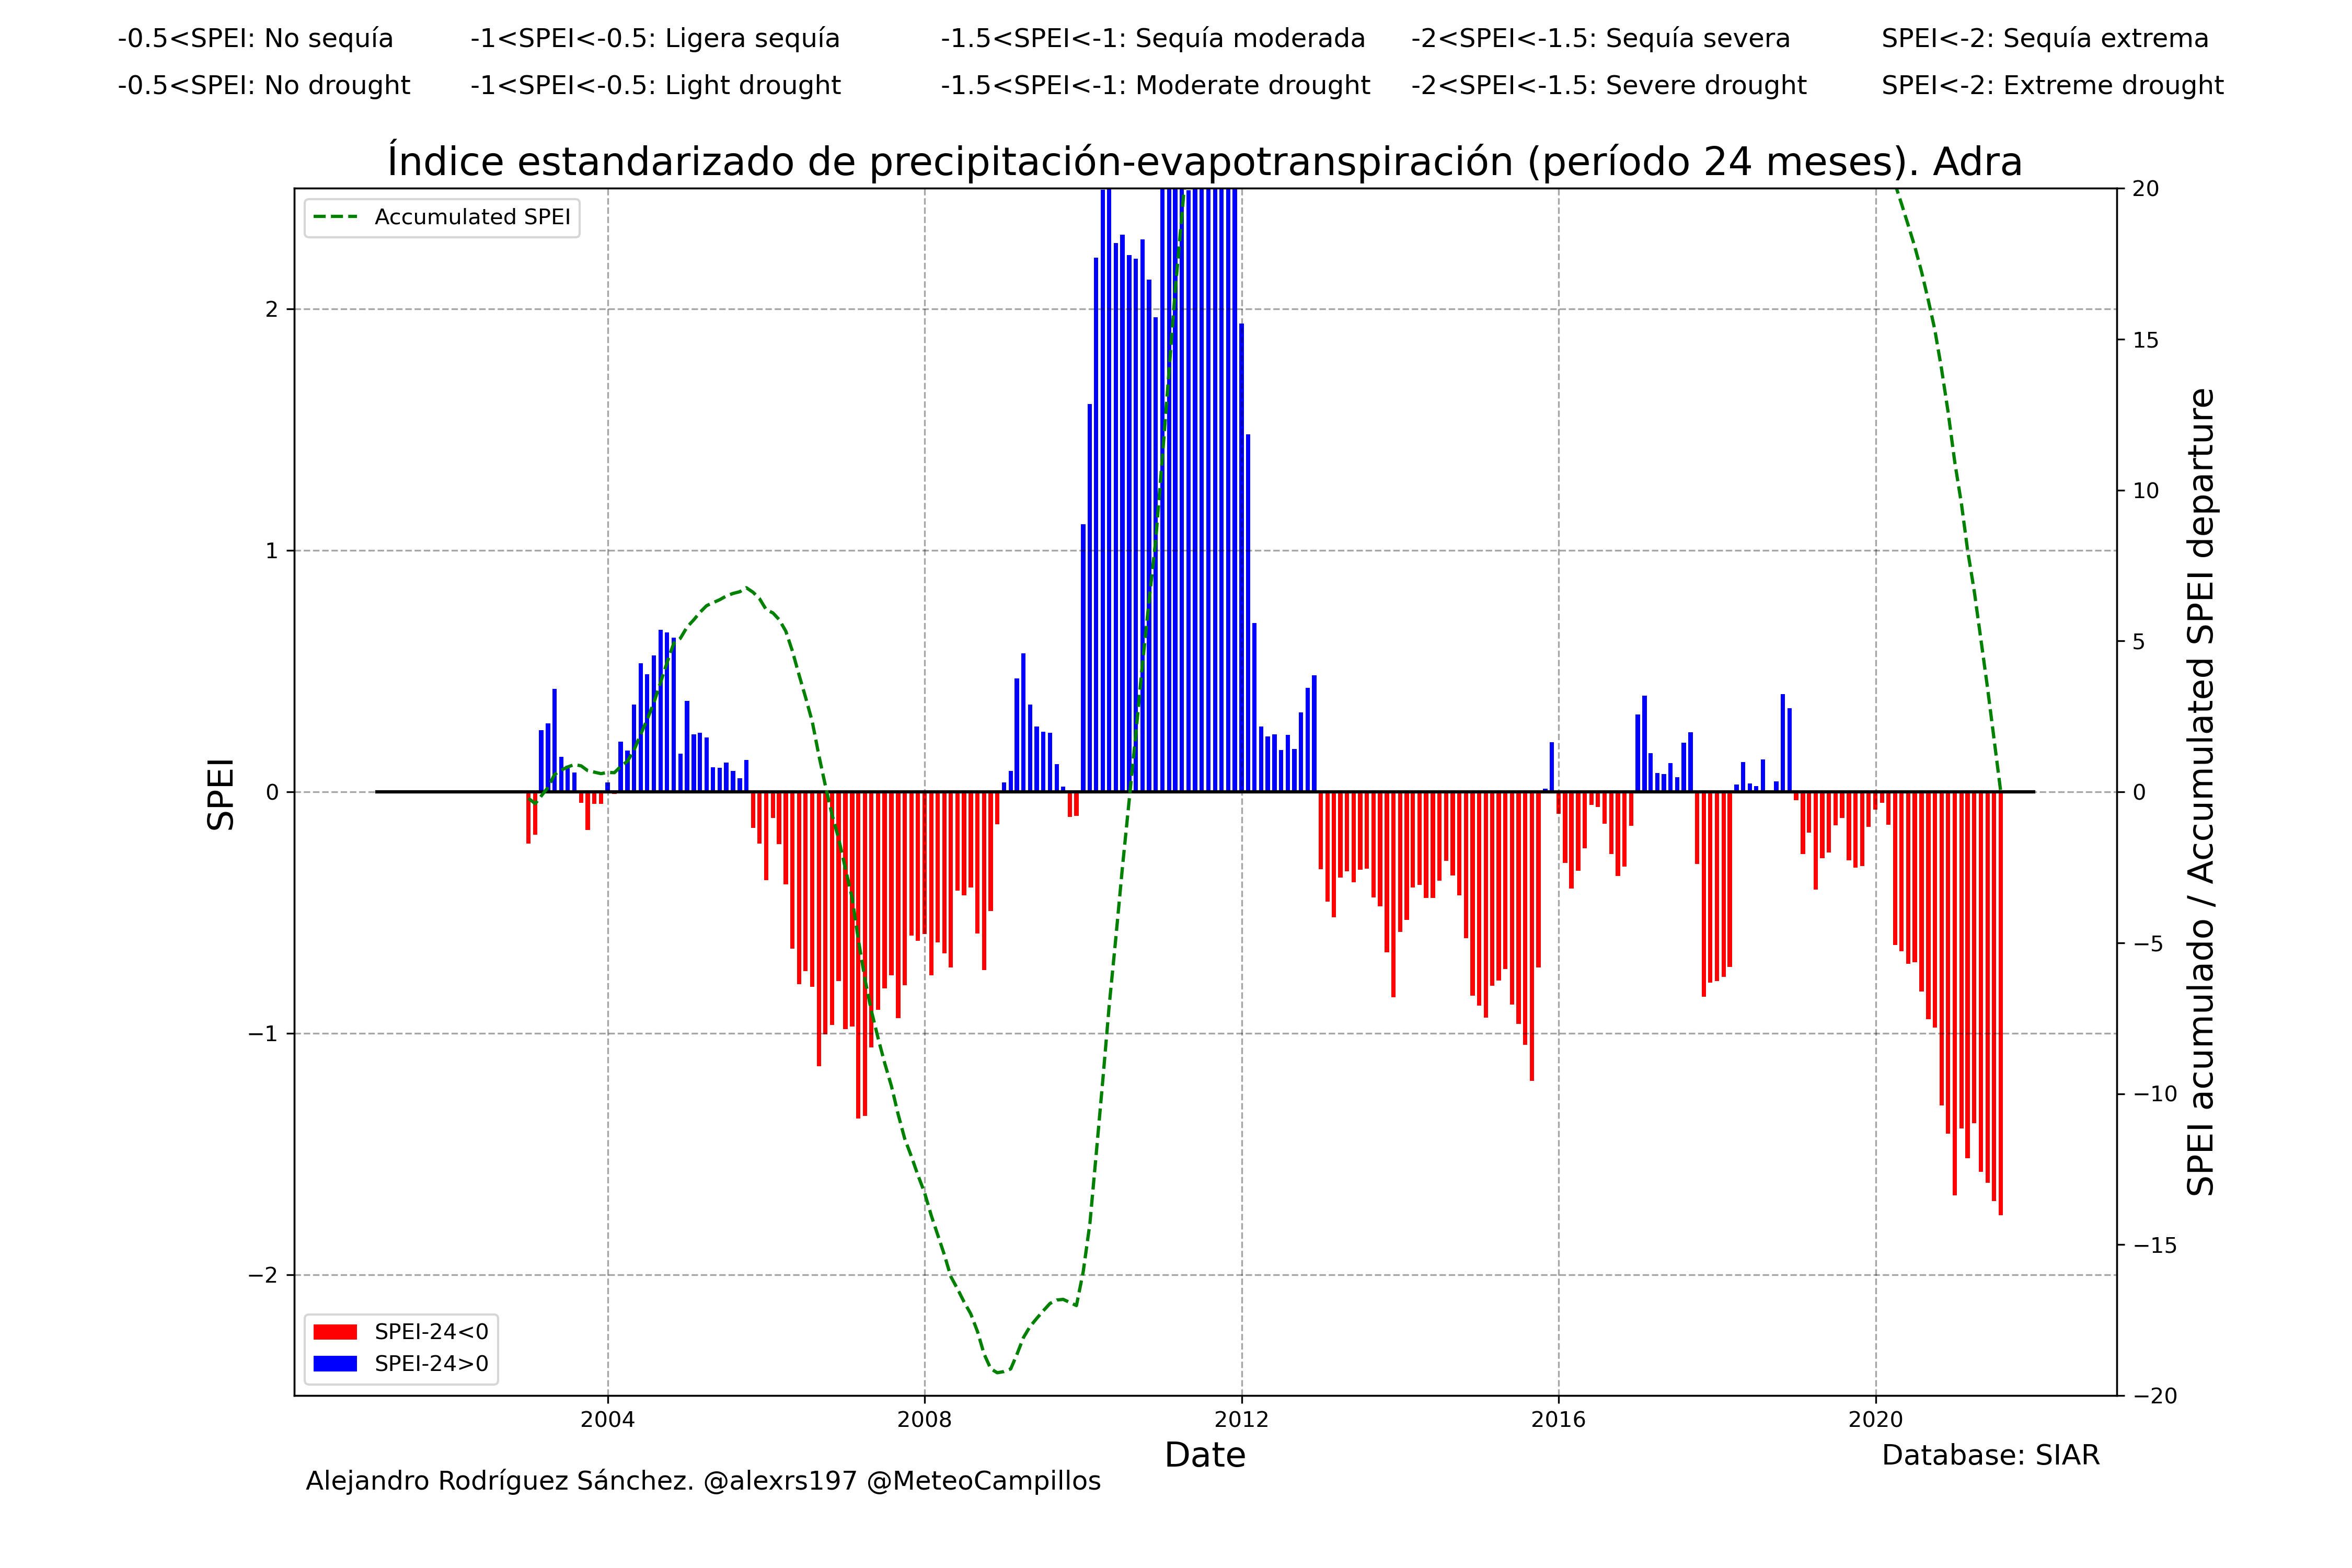 -0.5<SPEI: No sequía -1<SPEI<-0.5: Ligera sequía -1.5<SPEI<-1: Sequía moderada -2<SPEI<-1.5: Sequía severa SPEI<-2: Sequía extrema
-0.5<SPEI: No drought -1<SPEI<-0.5: Light drought -1.5<SPEI<-1: Moderate drought -2<SPEI<-1.5: Severe drought SPEI<-2: Extreme drought
Índice estandarizado de precipitación-evapotranspiración (período 24 meses). Adra
Accumulated SPEI
SPEI
2
1
0
−1
−2
20
15
10
5
0
−5
−10
−15
−20
SPEI acumulado / Accumulated SPEI departure
SPEI-24<0
SPEI-24>0
2004 2008 2012 2016 2020
Date
Database: SIAR
Alejandro Rodríguez Sánchez. @alexrs197 @MeteoCampillos